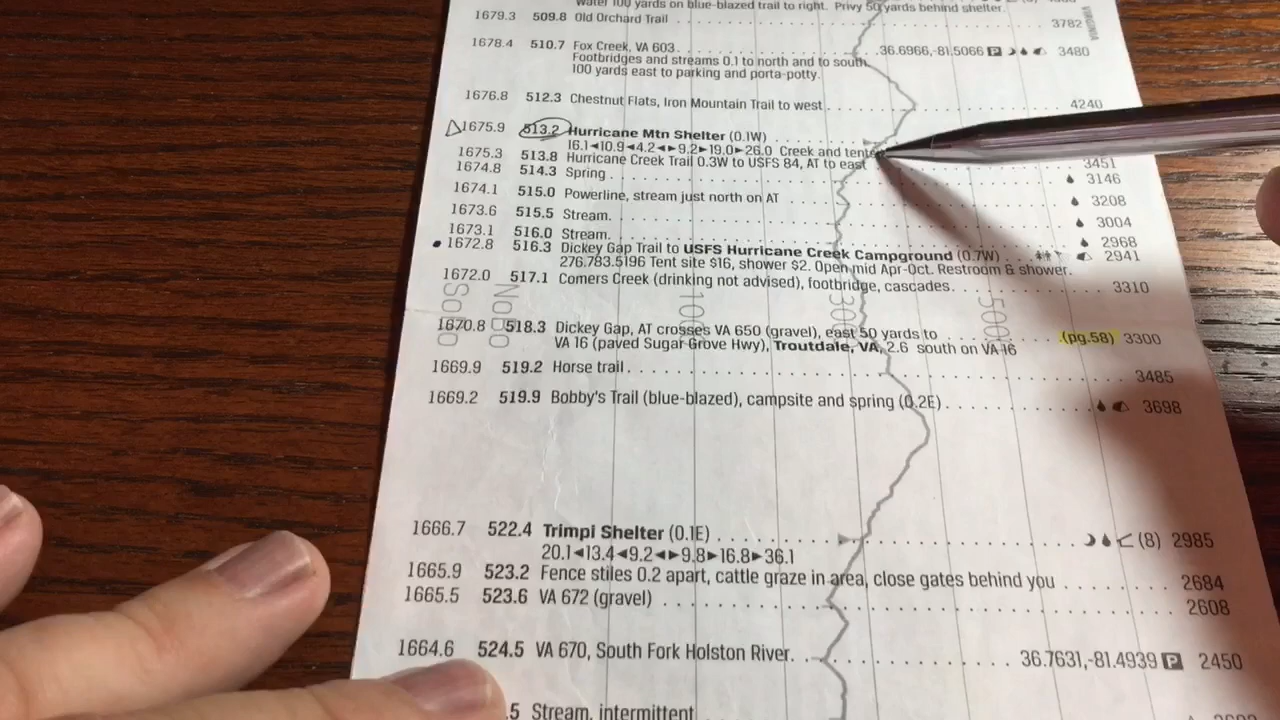 Water 100 yards on blue-blazed trail to right. Privy 50 yards behind shelter.
1679.3 509.8 Old Orchard Trail 3782
VIRGINIA
1678.4 510.7 Fox Creek, VA 603. 36.6966,-81.5066 P 3480
Footbridges and streams 0.1 to north and to south.
100 yards east to parking and porta-potty.
1676.8 512.3 Chestnut Flats, Iron Mountain Trail to west 4240
1675.9 513.2 Hurricane Mtn Shelter (0.1W)
16.1◄10.9◄4.2◄►9.2►19.0►26.0 Creek and tent
1675.3 513.8 Hurricane Creek Trail 0.3W to USFS 84, AT to east 3451
1674.8 514.3 Spring 3146
1674.1 515.0 Powerline, stream just north on AT 3208
1673.6 515.5 Stream. 3004
1673.1 516.0 Stream. 2968
1672.8 516.3 Dickey Gap Trail to USFS Hurricane Creek Campground (0.7W) 2941
276.783.5196 Tent site $16, shower $2. Open mid Apr-Oct. Restroom & shower.
1672.0 517.1 Comers Creek (drinking not advised), footbridge, cascades. 3310
SoBo NoBo 100 300 500
1670.8 518.3 Dickey Gap, AT crosses VA 650 (gravel), east 50 yards to (pg.58) 3300
VA 16 (paved Sugar Grove Hwy), Troutdale, VA, 2.6 south on VA 16
1669.9 519.2 Horse trail 3485
1669.2 519.9 Bobby's Trail (blue-blazed), campsite and spring (0.2E) 3698
1666.7 522.4 Trimpi Shelter (0.1E) (8) 2985
20.1◄13.4◄9.2◄►9.8►16.8►36.1
1665.9 523.2 Fence stiles 0.2 apart, cattle graze in area, close gates behind you 2684
1665.5 523.6 VA 672 (gravel) 2608
1664.6 524.5 VA 670, South Fork Holston River. 36.7631,-81.4939 P 2450
.5 Stream, intermittent